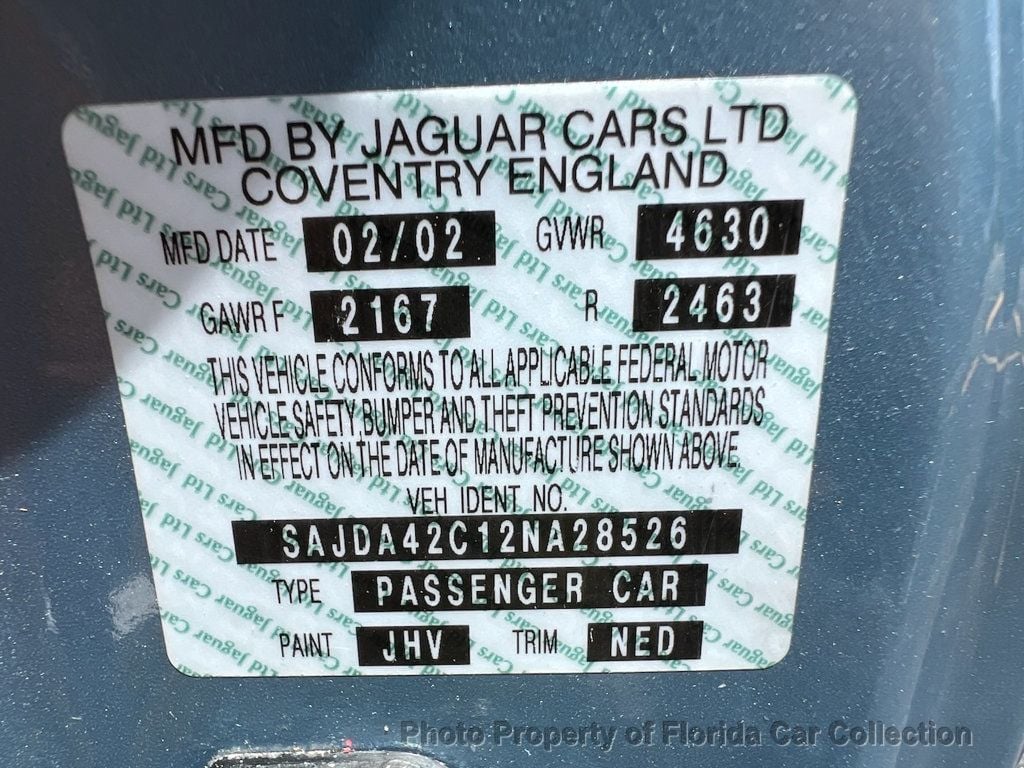 MFD BY JAGUAR CARS LTD
COVENTRY ENGLAND
MFD DATE 02/02 GVWR 4630
GAWR F 2167 R 2463
THIS VEHICLE CONFORMS TO ALL APPLICABLE FEDERAL MOTOR
VEHICLE SAFETY, BUMPER AND THEFT PREVENTION STANDARDS
IN EFFECT ON THE DATE OF MANUFACTURE SHOWN ABOVE.
VEH IDENT NO.
SAJDA42C12NA28526
TYPE PASSENGER CAR
PAINT JHV TRIM NED
Photo Property of Florida Car Collection